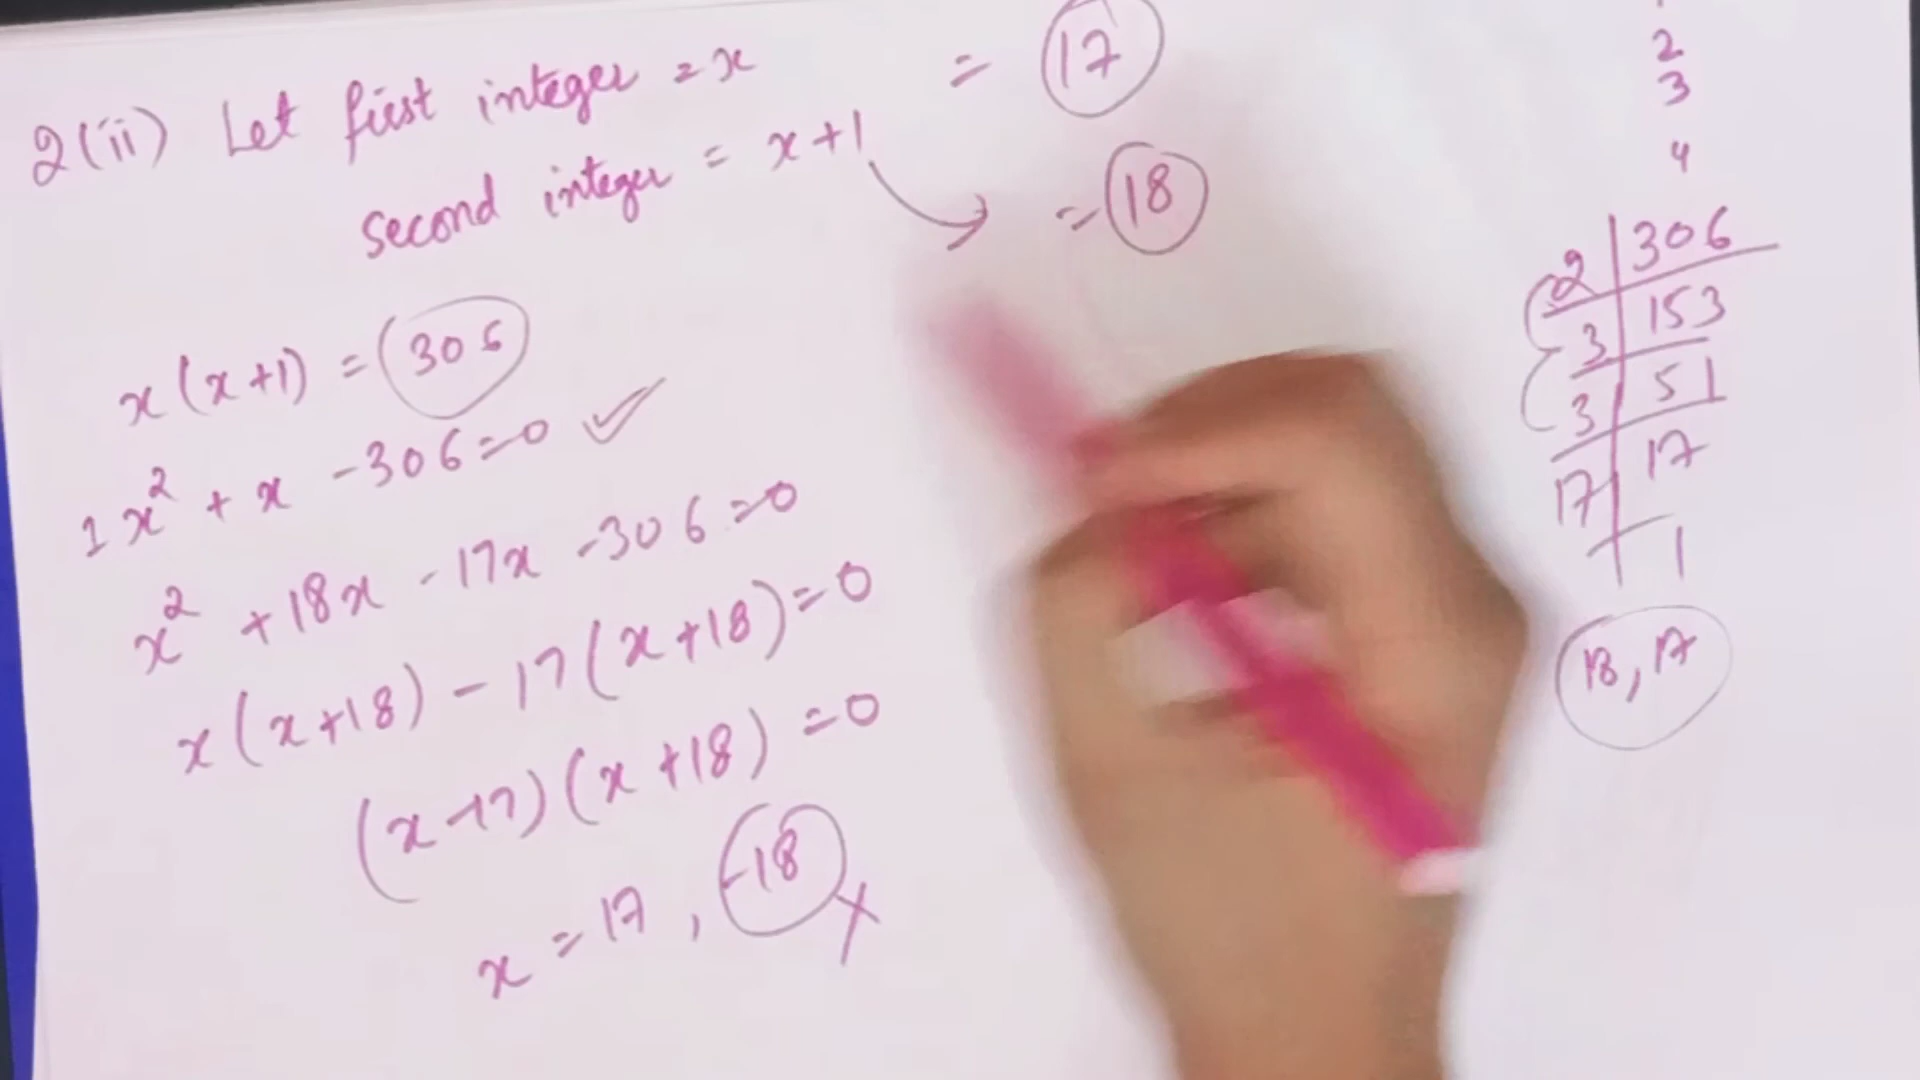 2(ii) Let first integer = x = 17
second integer = x+1 = 18
x(x+1) = 306
1x² + x - 306=0 ✓
x² + 18x - 17x - 306=0
x(x+18) - 17(x+18)=0
(x-17)(x+18)=0
x = 17, -18 X
2
3
4
2 | 306
3 | 153
3 | 51
17 | 17
1
18, 17